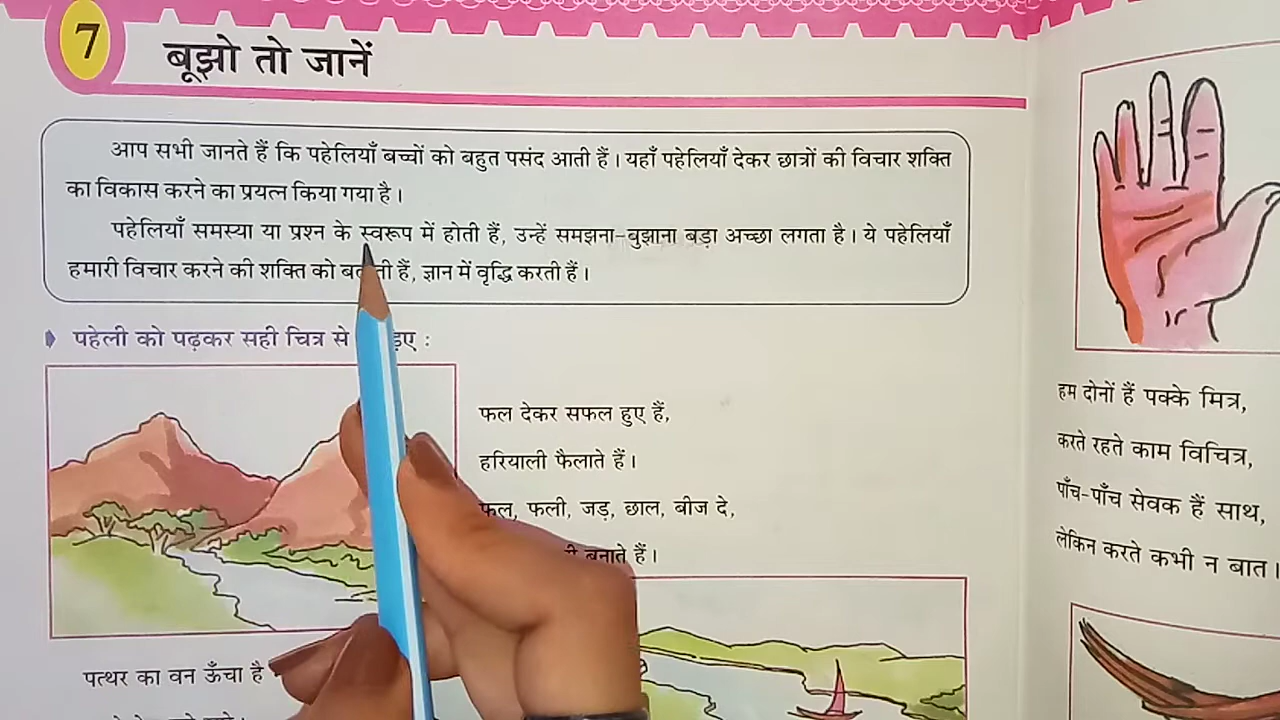 7
बूझो तो जानें
आप सभी जानते हैं कि पहेलियाँ बच्चों को बहुत पसंद आती हैं। यहाँ पहेलियाँ देकर छात्रों की विचार शक्ति
का विकास करने का प्रयत्न किया गया है।
पहेलियाँ समस्या या प्रश्न के स्वरूप में होती हैं, उन्हें समझना-बुझाना बड़ा अच्छा लगता है। ये पहेलियाँ
हमारी विचार करने की शक्ति को हैं, ज्ञान में वृद्धि करती हैं।
पहेली को पढ़कर सही चित्र से :
फल देकर सफल हुए हैं,
हरियाली फैलाते हैं।
फल, फली, जड़, छाल, बीज दे,
बनाते हैं।
पत्थर का वन ऊँचा है
हम दोनों हैं पक्के मित्र,
करते रहते काम विचित्र,
पाँच-पाँच सेवक हैं साथ,
लेकिन करते कभी न बात।